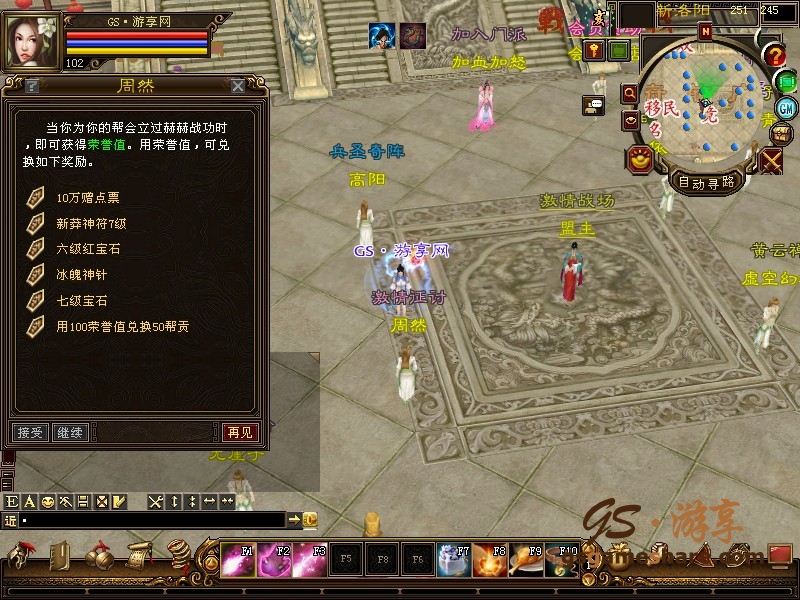 GS·游享网
102
周然
当你为你的帮会立过赫赫战功时
,即可获得荣誉值。用荣誉值,可兑
换如下奖励。
10万赠点票
新莽神符7级
六级红宝石
冰魄神针
七级宝石
用100荣誉值兑换50帮贡
接受
继续
再见
加入门派
加血加怒
兵圣奇阵
高阳
激情战场
盟主
GS·游享网
激情征讨
周然
新洛阳
251
245
N
移民
自动寻路
GM
近
F1
F2
F3
F5
F8
F6
F7
F8
F9
F10
GS·游享